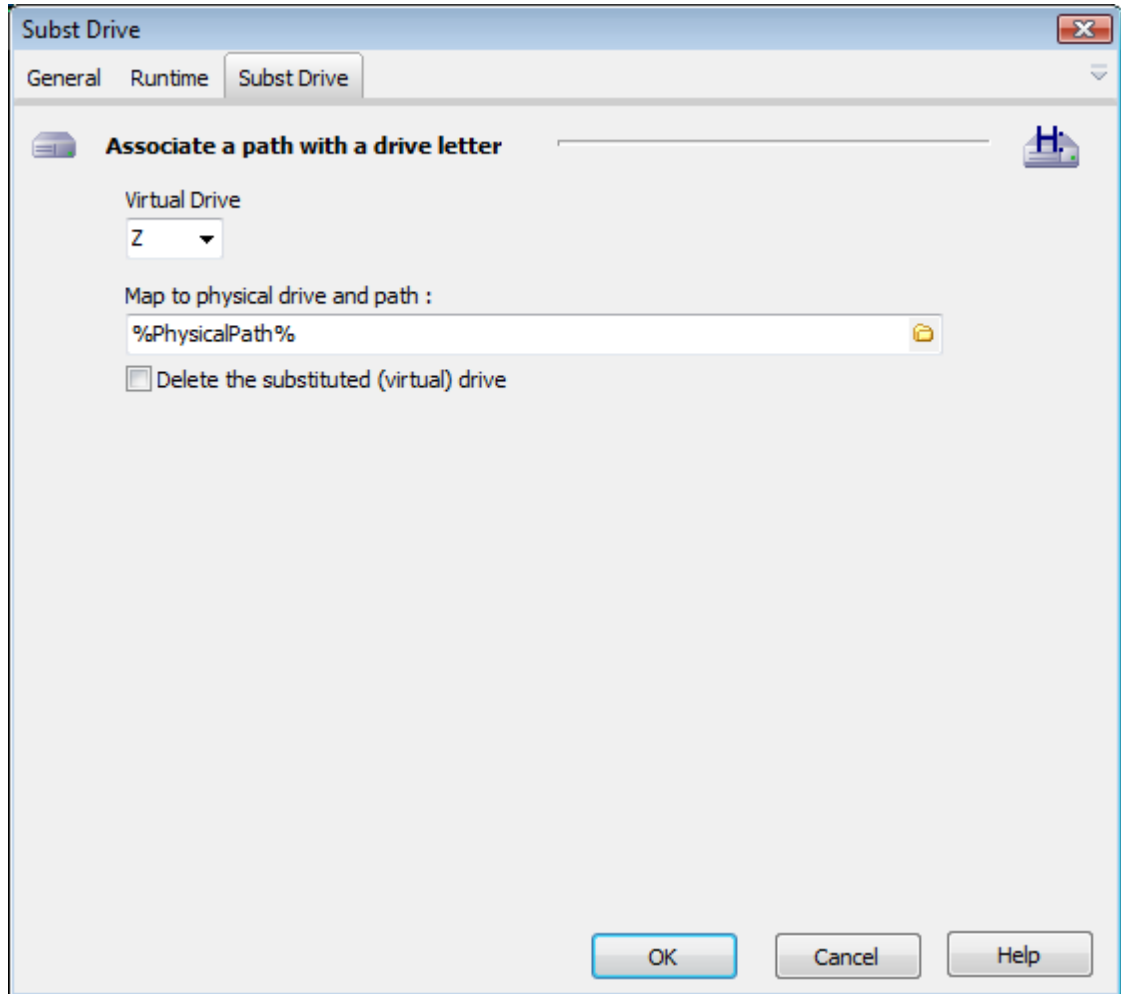 Subst Drive
General Runtime Subst Drive
Associate a path with a drive letter
H:
Virtual Drive
Z
Map to physical drive and path :
%PhysicalPath%
Delete the substituted (virtual) drive
OK Cancel Help